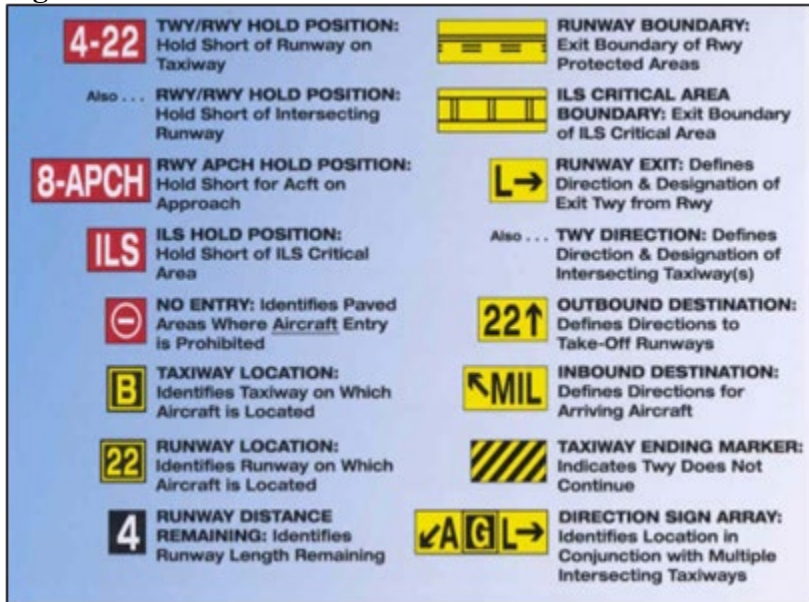 4-22
TWY/RWY HOLD POSITION:
Hold Short of Runway on
Taxiway
Also . . . RWY/RWY HOLD POSITION:
Hold Short of Intersecting
Runway
8-APCH
RWY APCH HOLD POSITION:
Hold Short for Acft on
Approach
ILS
ILS HOLD POSITION:
Hold Short of ILS Critical
Area
NO ENTRY: Identifies Paved
Areas Where Aircraft Entry
is Prohibited
B
TAXIWAY LOCATION:
Identifies Taxiway on Which
Aircraft is Located
22
RUNWAY LOCATION:
Identifies Runway on Which
Aircraft is Located
4
RUNWAY DISTANCE
REMAINING: Identifies
Runway Length Remaining
RUNWAY BOUNDARY:
Exit Boundary of Rwy
Protected Areas
ILS CRITICAL AREA
BOUNDARY: Exit Boundary
of ILS Critical Area
L→
RUNWAY EXIT: Defines
Direction & Designation of
Exit Twy from Rwy
Also . . . TWY DIRECTION: Defines
Direction & Designation of
Intersecting Taxiway(s)
22↑
OUTBOUND DESTINATION:
Defines Directions to
Take-Off Runways
↖MIL
INBOUND DESTINATION:
Defines Directions for
Arriving Aircraft
TAXIWAY ENDING MARKER:
Indicates Twy Does Not
Continue
↙A G L→
DIRECTION SIGN ARRAY:
Identifies Location in
Conjunction with Multiple
Intersecting Taxiways